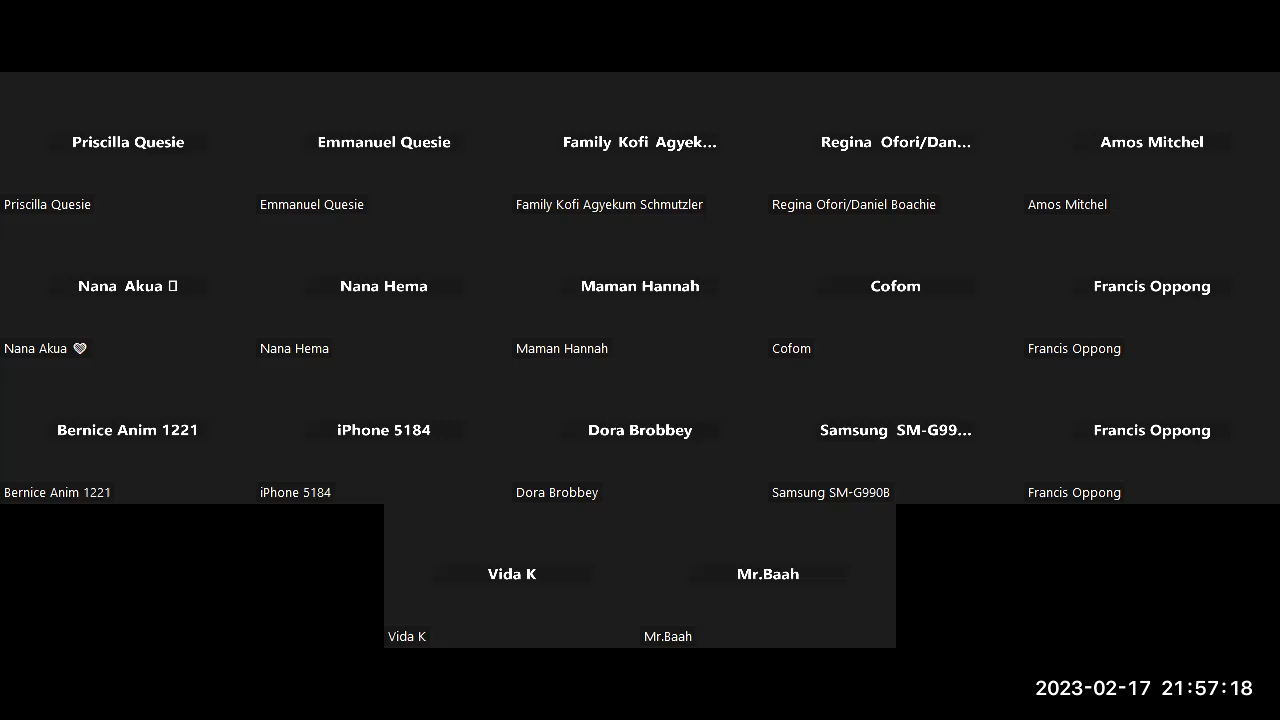 Priscilla Quesie
Emmanuel Quesie
Family Kofi Agyek...
Regina Ofori/Dan...
Amos Mitchel
Priscilla Quesie
Emmanuel Quesie
Family Kofi Agyekum Schmutzler
Regina Ofori/Daniel Boachie
Amos Mitchel
Nana Akua
Nana Hema
Maman Hannah
Cofom
Francis Oppong
Nana Akua 💜
Nana Hema
Maman Hannah
Cofom
Francis Oppong
Bernice Anim 1221
iPhone 5184
Dora Brobbey
Samsung SM-G99...
Francis Oppong
Bernice Anim 1221
iPhone 5184
Dora Brobbey
Samsung SM-G990B
Francis Oppong
Vida K
Mr.Baah
Vida K
Mr.Baah
2023-02-17 21:57:18